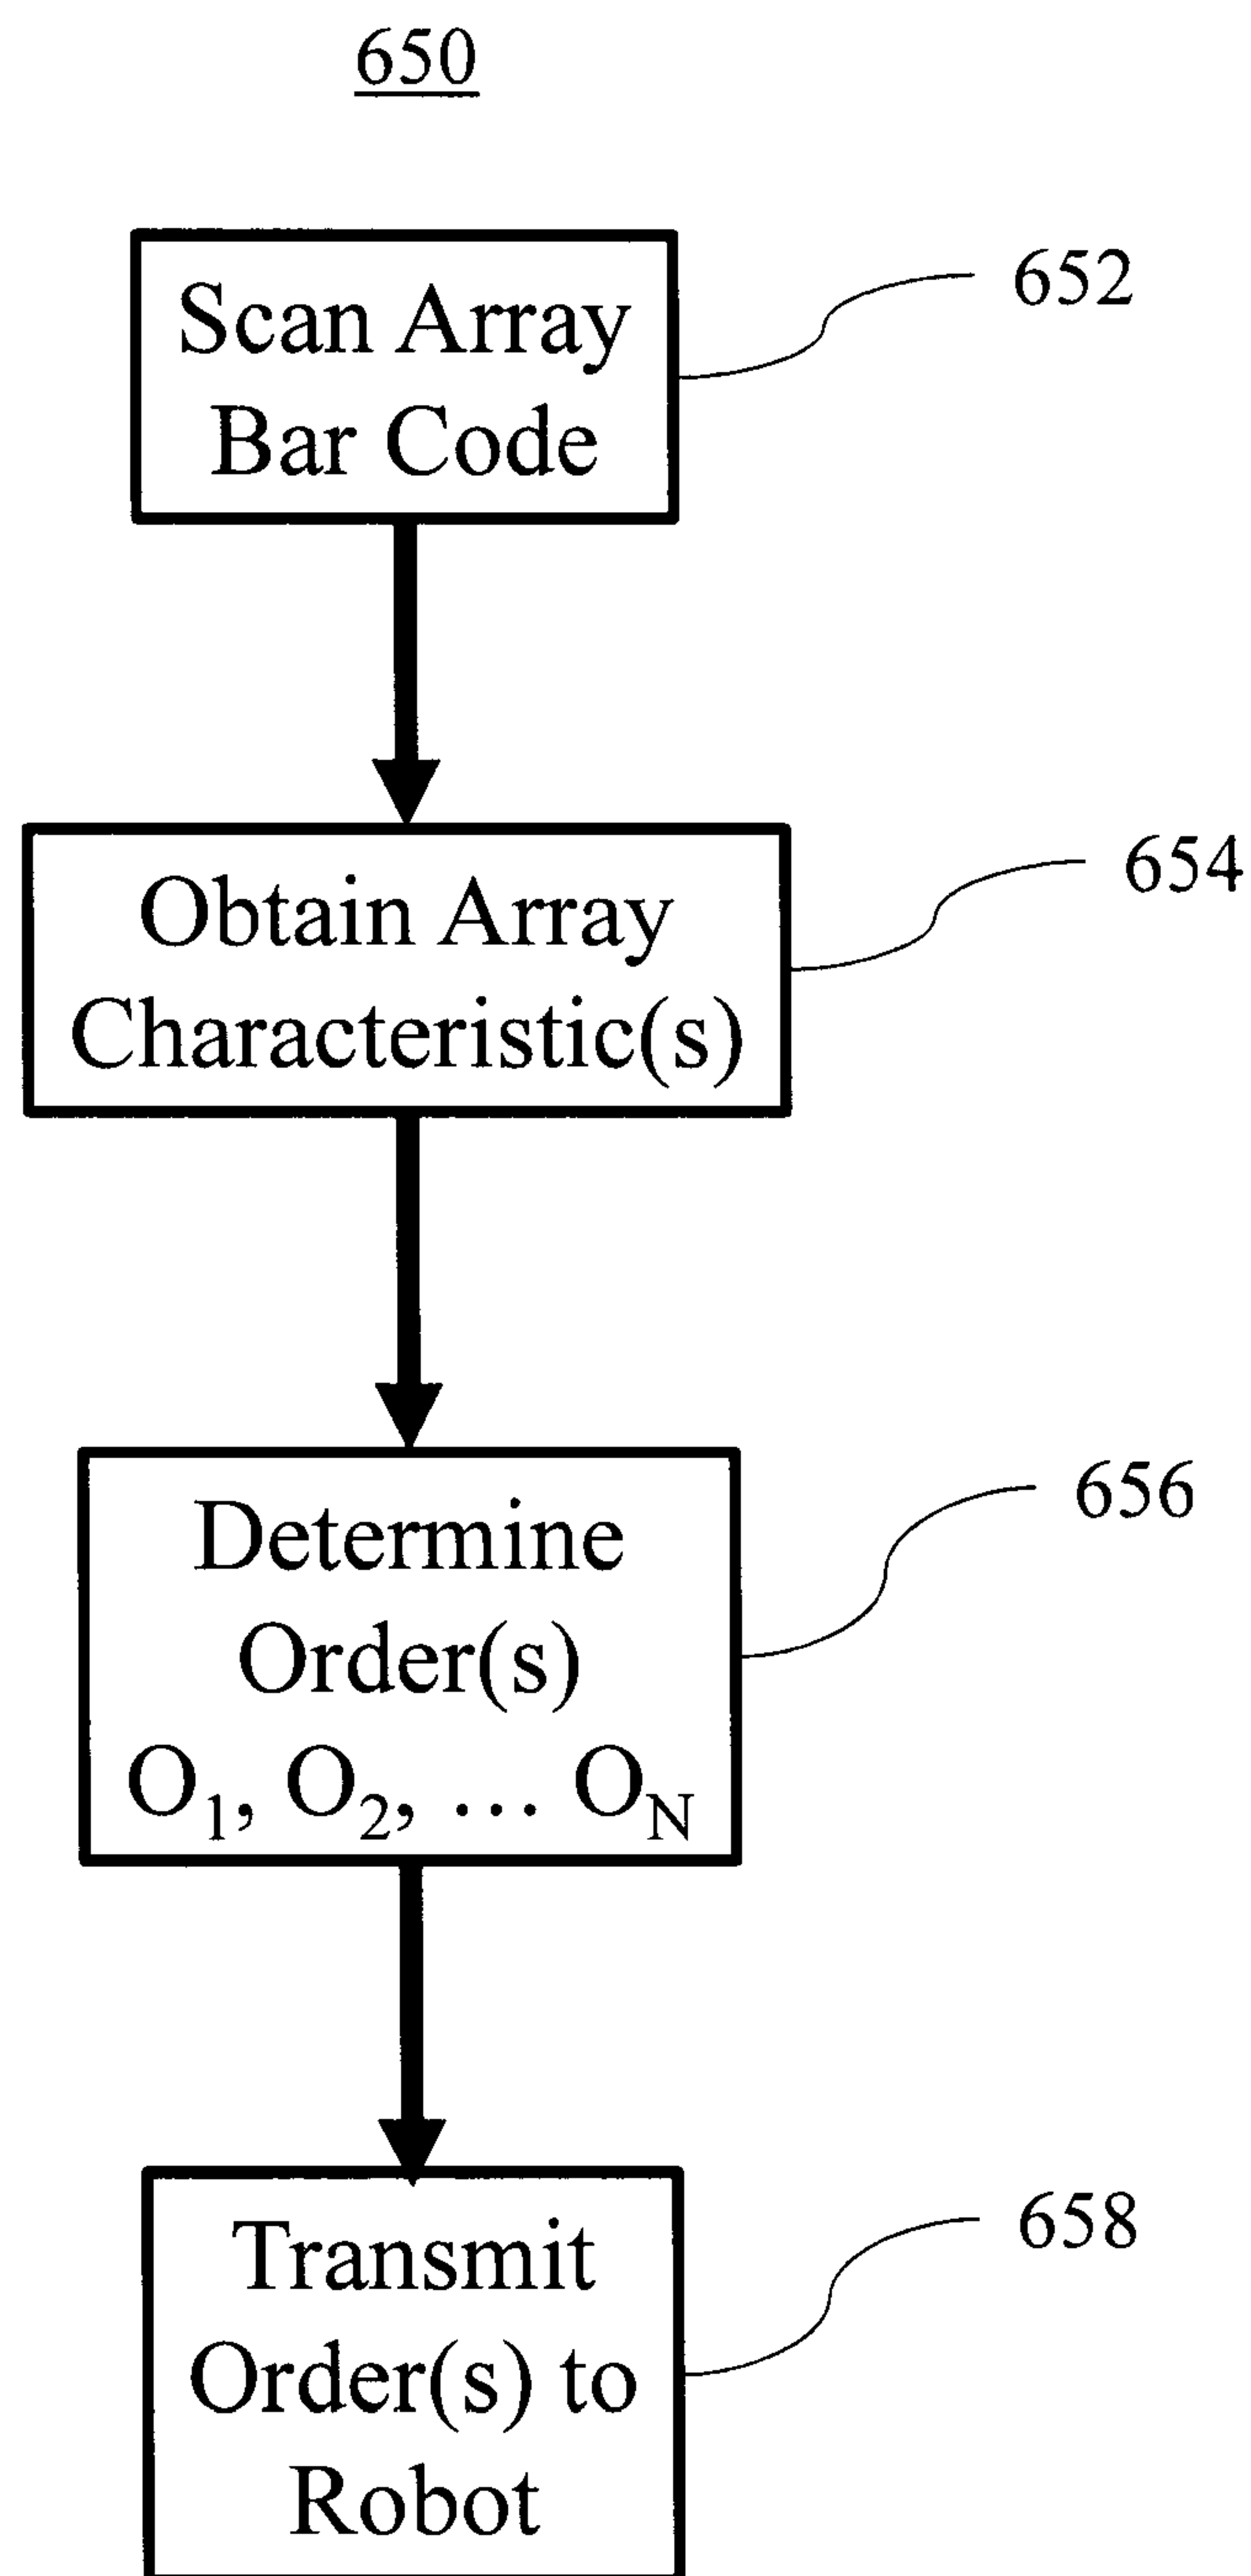 650
Scan Array
Bar Code
652
Obtain Array
Characteristic(s)
654
Determine
Order(s)
O₁, O₂, … O_N
656
Transmit
Order(s) to
Robot
658